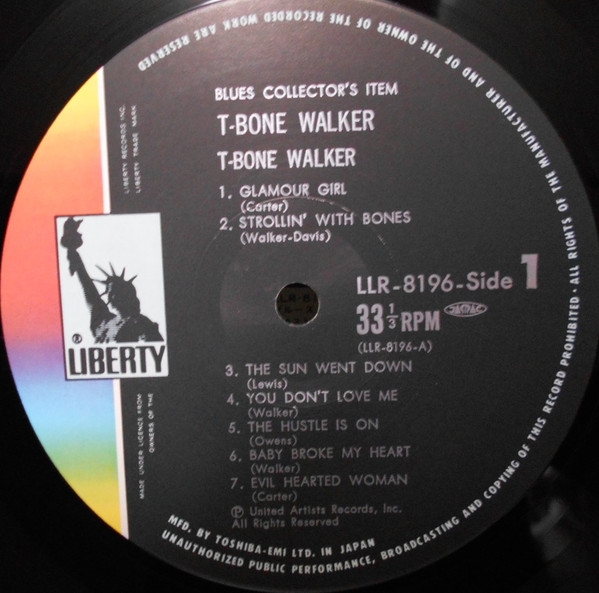 BLUES COLLECTOR'S ITEM
T-BONE WALKER
T-BONE WALKER
1. GLAMOUR GIRL
(Carter)
2. STROLLIN' WITH BONES
(Walker-Davis)
LLR-8196-Side 1
33 1/3 RPM
(LLR-8196-A)
3. THE SUN WENT DOWN
(Lewis)
4. YOU DON'T LOVE ME
(Walker)
5. THE HUSTLE IS ON
(Owens)
6. BABY BROKE MY HEART
(Walker)
7. EVIL HEARTED WOMAN
(Carter)
℗ United Artists Records, Inc.
All Rights Reserved
LIBERTY RECORDS INC.
LIBERTY TRADE MARK
®
LIBERTY
MADE UNDER LICENCE FROM
OWNERS OF THE
MFD. BY TOSHIBA-EMI LTD. IN JAPAN
UNAUTHORIZED PUBLIC PERFORMANCE, BROADCASTING AND COPYING OF THIS RECORD PROHIBITED · ALL RIGHTS OF THE MANUFACTURER AND OF THE OWNER OF THE RECORDED WORK ARE RESERVED